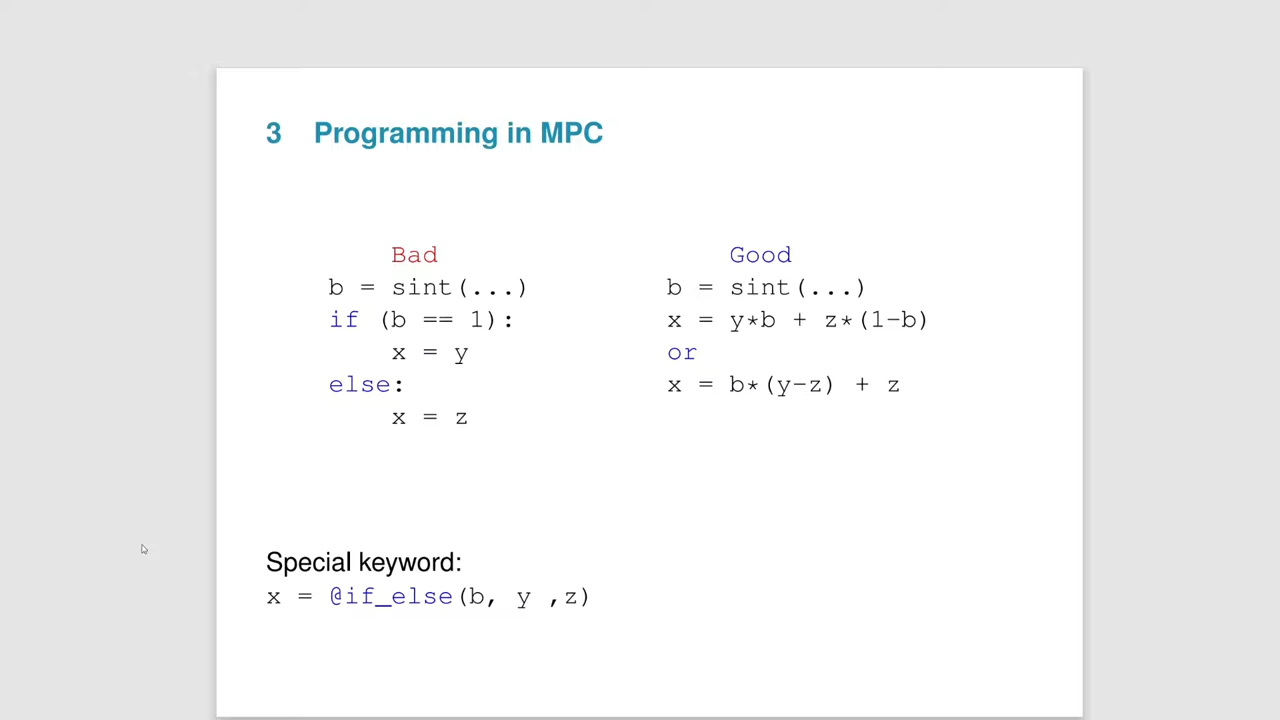 3 Programming in MPC
Bad
b = sint(...)
if (b == 1):
x = y
else:
x = z
Good
b = sint(...)
x = y*b + z*(1-b)
or
x = b*(y-z) + z
Special keyword:
x = @if_else(b, y ,z)